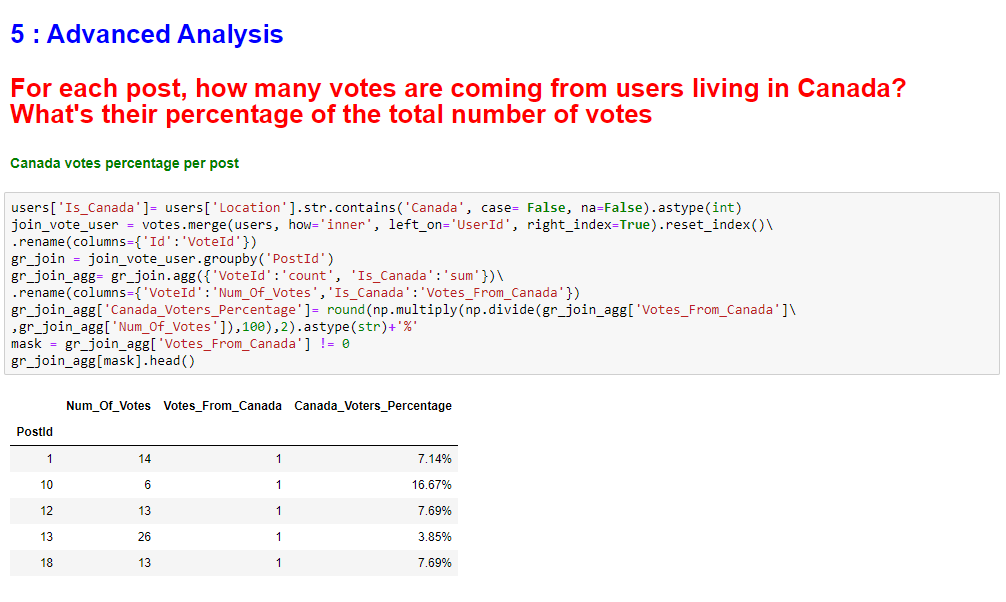 5 : Advanced Analysis
For each post, how many votes are coming from users living in Canada?
What's their percentage of the total number of votes
Canada votes percentage per post
users['Is_Canada']= users['Location'].str.contains('Canada', case= False, na=False).astype(int)
join_vote_user = votes.merge(users, how='inner', left_on='UserId', right_index=True).reset_index()\
.rename(columns={'Id':'VoteId'})
gr_join = join_vote_user.groupby('PostId')
gr_join_agg= gr_join.agg({'VoteId':'count', 'Is_Canada':'sum'})\
.rename(columns={'VoteId':'Num_Of_Votes','Is_Canada':'Votes_From_Canada'})
gr_join_agg['Canada_Voters_Percentage']= round(np.multiply(np.divide(gr_join_agg['Votes_From_Canada']\
,gr_join_agg['Num_Of_Votes']),100),2).astype(str)+'%'
mask = gr_join_agg['Votes_From_Canada'] != 0
gr_join_agg[mask].head()
Num_Of_Votes Votes_From_Canada Canada_Voters_Percentage
PostId
1 14 1 7.14%
10 6 1 16.67%
12 13 1 7.69%
13 26 1 3.85%
18 13 1 7.69%